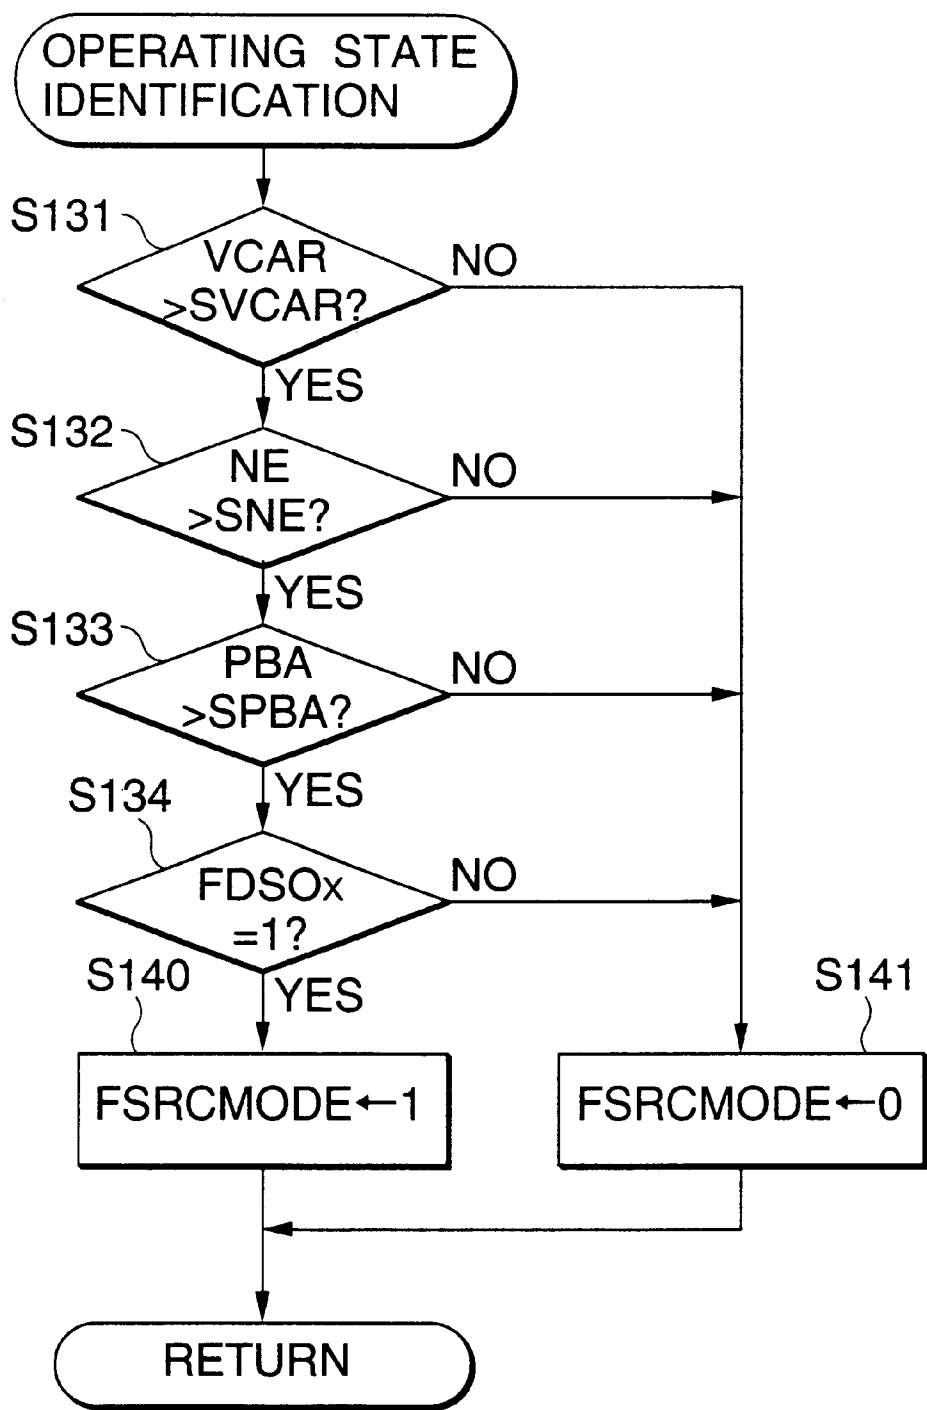 OPERATING STATE
IDENTIFICATION
S131
VCAR
>SVCAR?
NO
YES
S132
NE
>SNE?
NO
YES
S133
PBA
>SPBA?
NO
YES
S134
FDSOx
=1?
NO
YES
S140
FSRCMODE←1
S141
FSRCMODE←0
RETURN